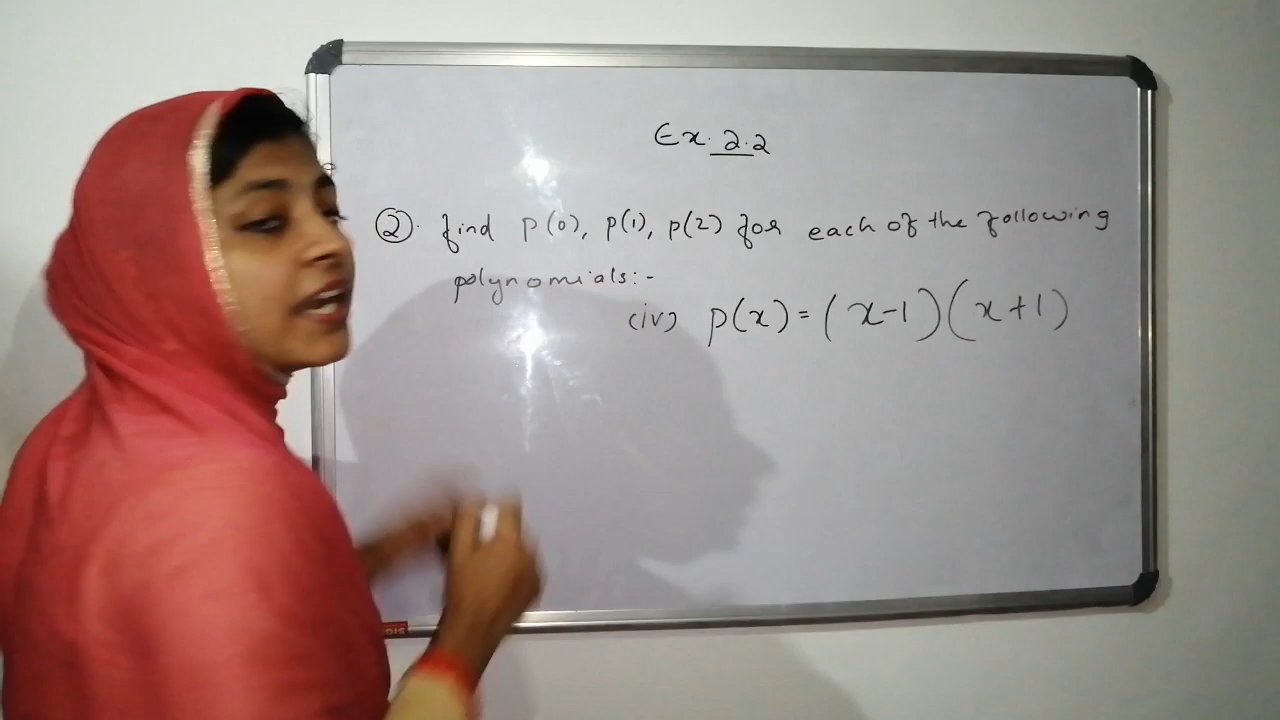 Ex. 2.2
②. find p(0), p(1), p(2) for each of the following
polynomials:-
(iv) p(x) = (x-1)(x+1)